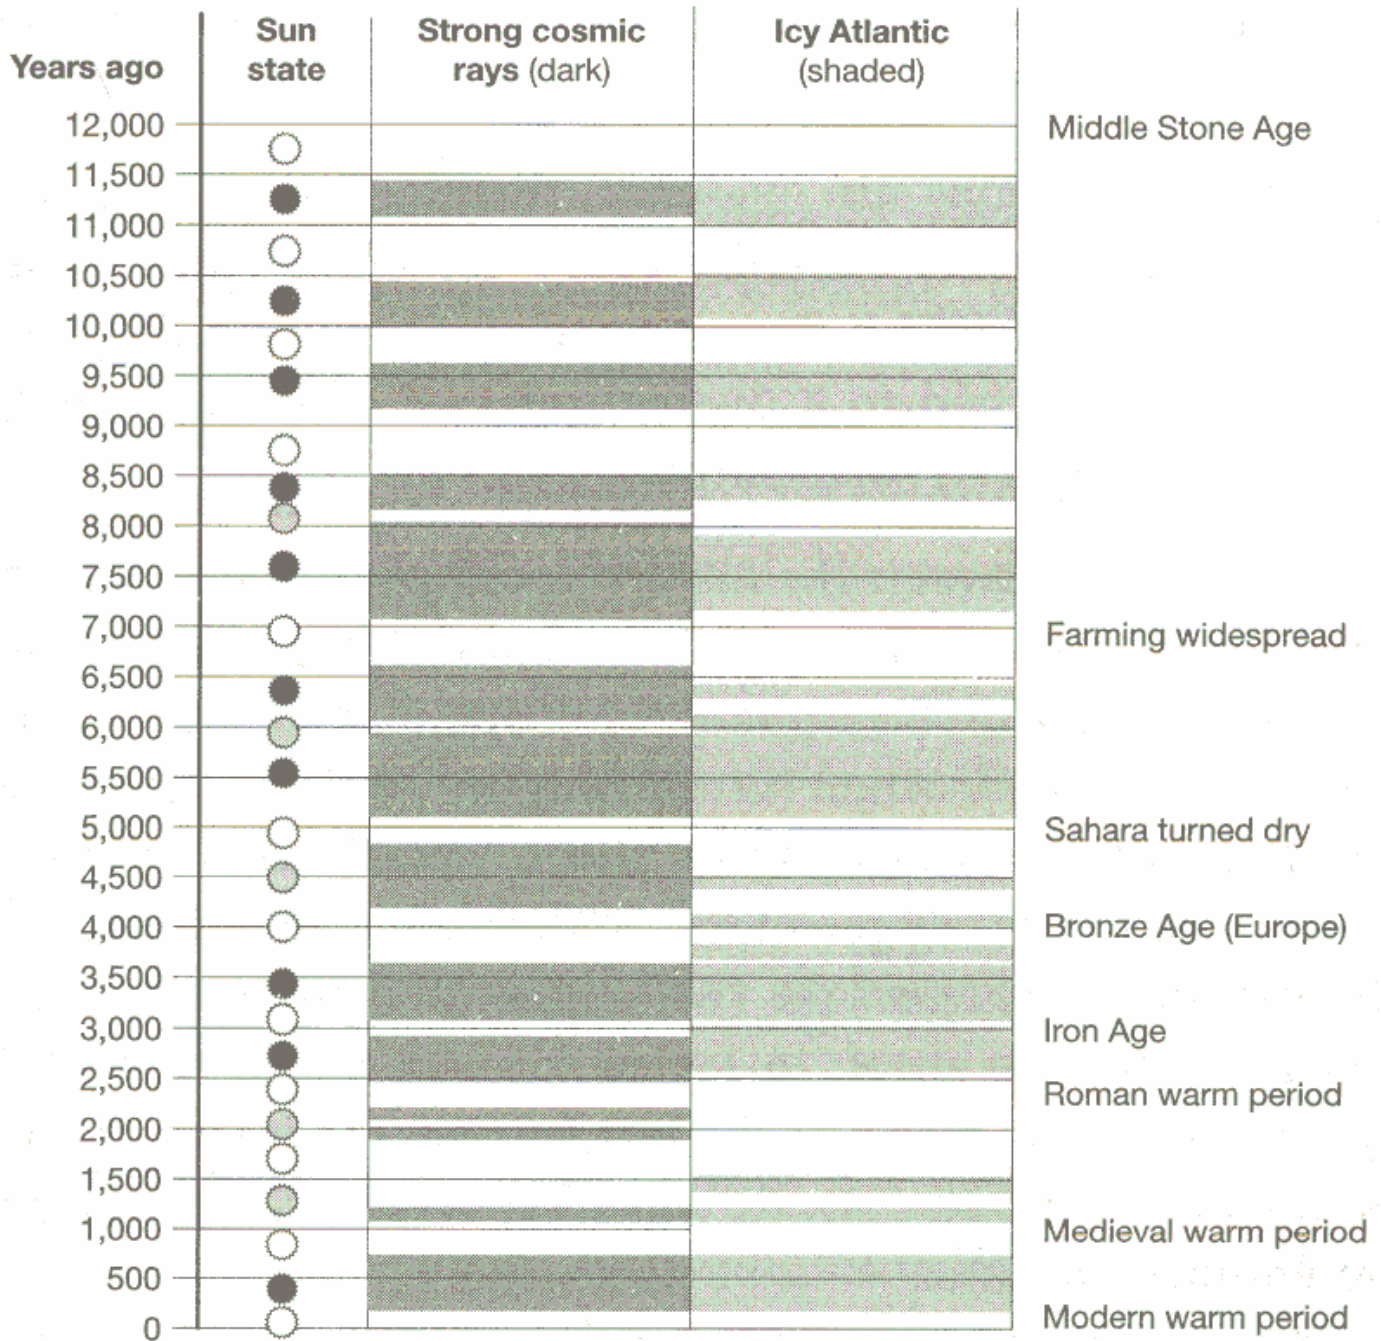 Years ago
Sun
state
Strong cosmic
rays (dark)
Icy Atlantic
(shaded)
12,000
Middle Stone Age
11,500
11,000
10,500
10,000
9,500
9,000
8,500
8,000
7,500
7,000
Farming widespread
6,500
6,000
5,500
5,000
Sahara turned dry
4,500
4,000
Bronze Age (Europe)
3,500
3,000
Iron Age
2,500
Roman warm period
2,000
1,500
1,000
Medieval warm period
500
0
Modern warm period